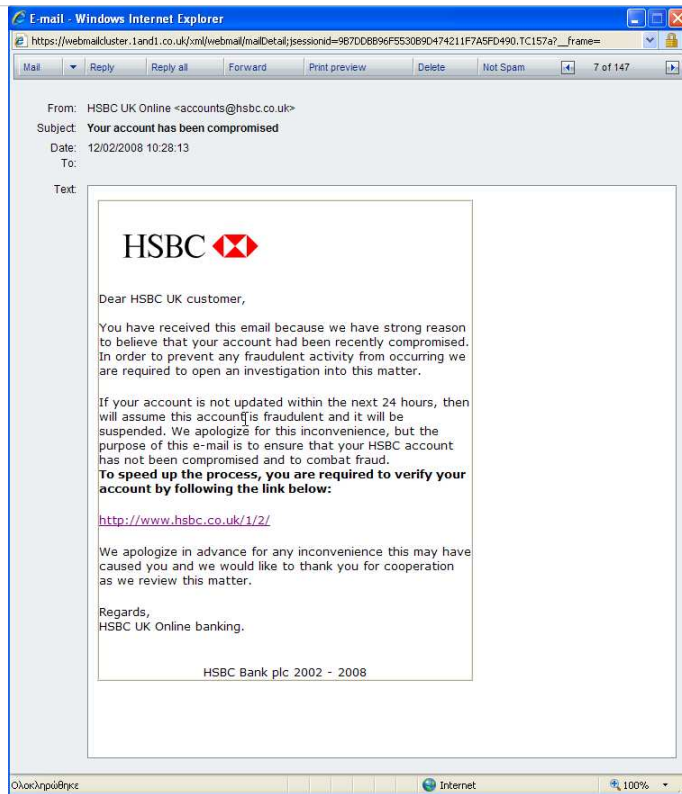 E-mail - Windows Internet Explorer
https://webmailcluster.1and1.co.uk/xml/webmail/mailDetail;jsessionid=9B7DDBB96F5530B9D474211F7A5FD490.TC157a?__frame=
Mail Reply Reply all Forward Print preview Delete Not Spam 7 of 147
From: HSBC UK Online <accounts@hsbc.co.uk>
Subject: Your account has been compromised
Date: 12/02/2008 10:28:13
To:
Text:
HSBC
Dear HSBC UK customer,
You have received this email because we have strong reason
to believe that your account had been recently compromised.
In order to prevent any fraudulent activity from occurring we
are required to open an investigation into this matter.
If your account is not updated within the next 24 hours, then
will assume this account is fraudulent and it will be
suspended. We apologize for this inconvenience, but the
purpose of this e-mail is to ensure that your HSBC account
has not been compromised and to combat fraud.
To speed up the process, you are required to verify your
account by following the link below:
http://www.hsbc.co.uk/1/2/
We apologize in advance for any inconvenience this may have
caused you and we would like to thank you for cooperation
as we review this matter.
Regards,
HSBC UK Online banking.
HSBC Bank plc 2002 - 2008
Ολοκληρώθηκε Internet 100%